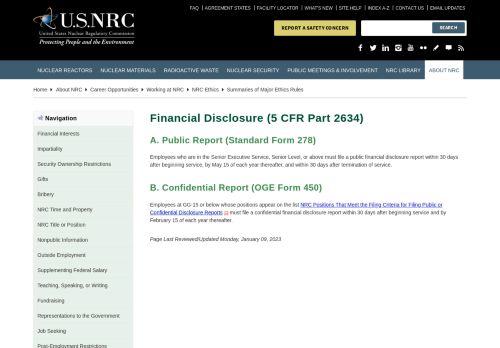 FAQ | AGREEMENT STATES | FACILITY LOCATOR | WHAT'S NEW | SITE HELP | INDEX A-Z | CONTACT US | EMAIL UPDATES
U.S.NRC
United States Nuclear Regulatory Commission
Protecting People and the Environment
REPORT A SAFETY CONCERN
SEARCH
NUCLEAR REACTORS NUCLEAR MATERIALS RADIOACTIVE WASTE NUCLEAR SECURITY PUBLIC MEETINGS & INVOLVEMENT NRC LIBRARY ABOUT NRC
Home About NRC Career Opportunities Working at NRC NRC Ethics Summaries of Major Ethics Rules
Navigation
Financial Interests
Impartiality
Security Ownership Restrictions
Gifts
Bribery
NRC Time and Property
NRC Title or Position
Nonpublic Information
Outside Employment
Supplementing Federal Salary
Teaching, Speaking, or Writing
Fundraising
Representations to the Government
Job Seeking
Post-Employment Restrictions
Financial Disclosure (5 CFR Part 2634)
A. Public Report (Standard Form 278)
Employees who are in the Senior Executive Service, Senior Level, or above must file a public financial disclosure report within 30 days
after beginning service, by May 15 of each year thereafter, and within 30 days after termination of service.
B. Confidential Report (OGE Form 450)
Employees at GG-15 or below whose positions appear on the list NRC Positions That Meet the Filing Criteria for Filing Public or
Confidential Disclosure Reports must file a confidential financial disclosure report within 30 days after beginning service and by
February 15 of each year thereafter.
Page Last Reviewed/Updated Monday, January 09, 2023